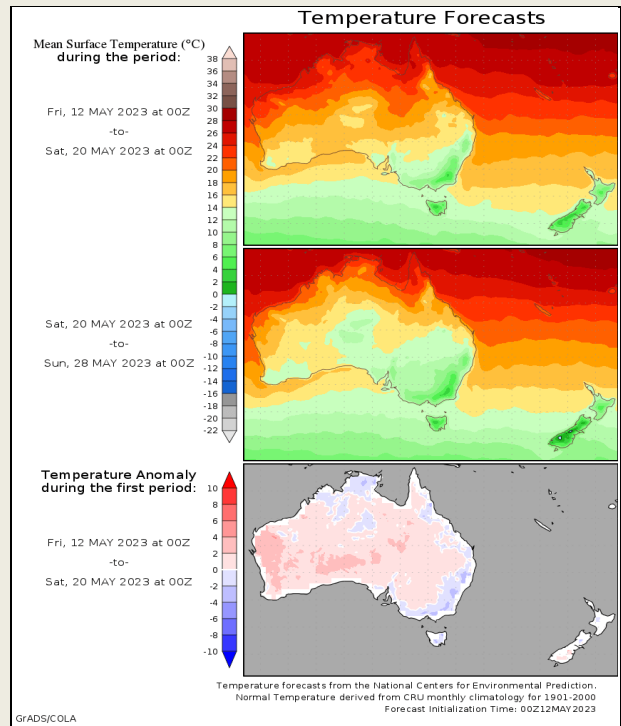 Temperature Forecasts
Mean Surface Temperature (°C)
during the period:
38
36
34
32
30
28
26
24
22
20
18
16
14
12
10
8
6
4
2
0
-2
-4
-6
-8
-10
-12
-14
-16
-18
-20
-22
Fri, 12 MAY 2023 at 00Z
-to-
Sat, 20 MAY 2023 at 00Z
Sat, 20 MAY 2023 at 00Z
-to-
Sun, 28 MAY 2023 at 00Z
Temperature Anomaly
during the first period:
10
8
6
4
2
0
-2
-4
-6
-8
-10
Fri, 12 MAY 2023 at 00Z
-to-
Sat, 20 MAY 2023 at 00Z
Temperature forecasts from the National Centers for Environmental Prediction.
Normal Temperature derived from CRU monthly climatology for 1901-2000
Forecast Initialization Time: 00Z12MAY2023
GrADS/COLA